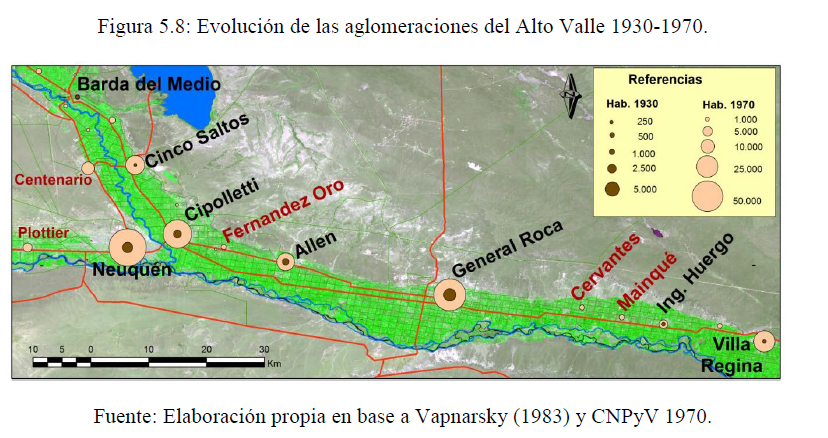 Figura 5.8: Evolución de las aglomeraciones del Alto Valle 1930-1970.
Barda del Medio
Cinco Saltos
Centenario
Cipolletti
Fernandez Oro
Plottier
Neuquén
Allen
General Roca
Cervantes
Mainqué
Ing. Huergo
Villa
Regina
Referencias
Hab. 1930
250
500
1.000
2.500
5.000
Hab. 1970
1.000
5.000
10.000
25.000
50.000
10 5 0 10 20 30
Km
Fuente: Elaboración propia en base a Vapnarsky (1983) y CNPyV 1970.